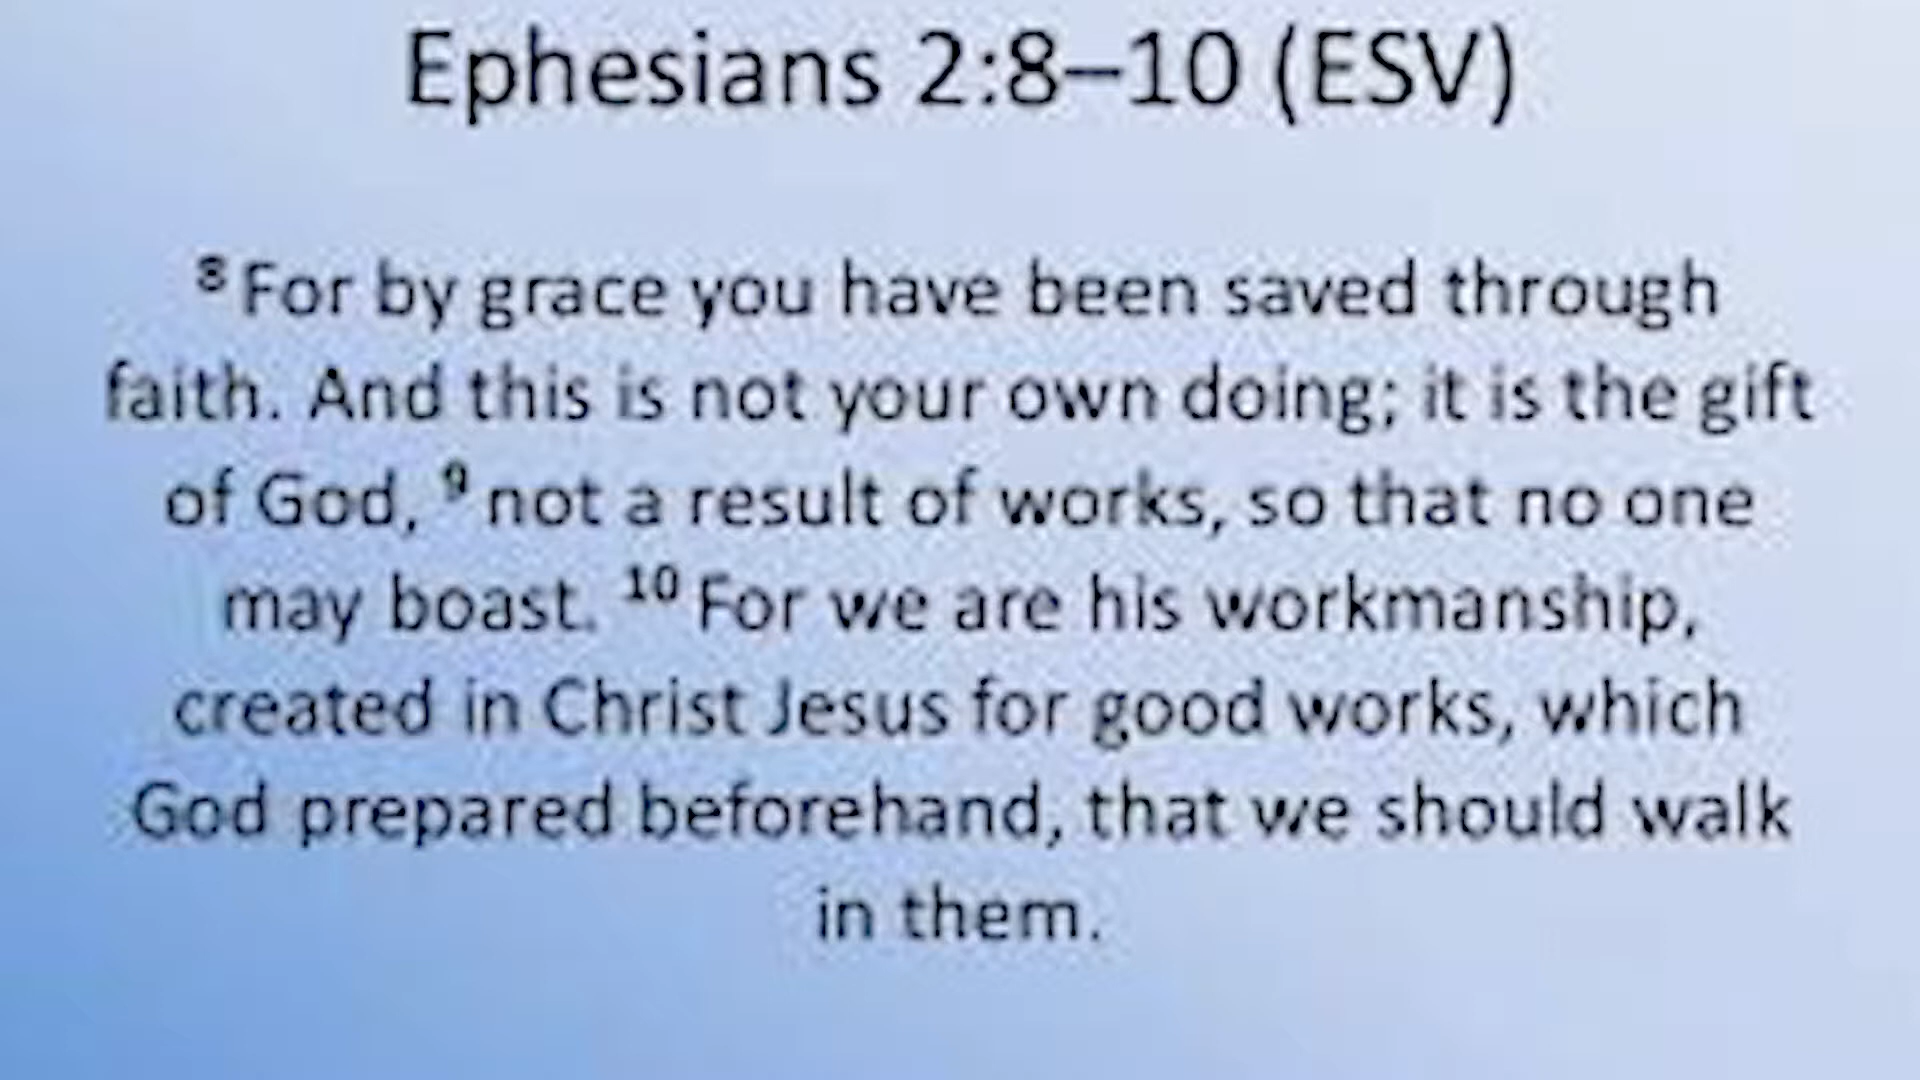 Ephesians 2:8–10 (ESV)
⁸ For by grace you have been saved through
faith. And this is not your own doing; it is the gift
of God, ⁹ not a result of works, so that no one
may boast. ¹⁰ For we are his workmanship,
created in Christ Jesus for good works, which
God prepared beforehand, that we should walk
in them.